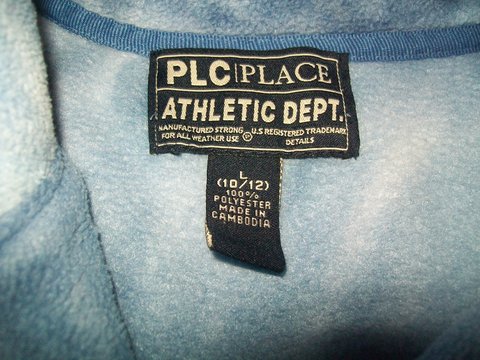 PLC|PLACE
ATHLETIC DEPT.
MANUFACTURED STRONG U.S REGISTERED TRADEMARK
FOR ALL WEATHER USE DETAILS
L
(10/12)
100%
POLYESTER
MADE IN
CAMBODIA